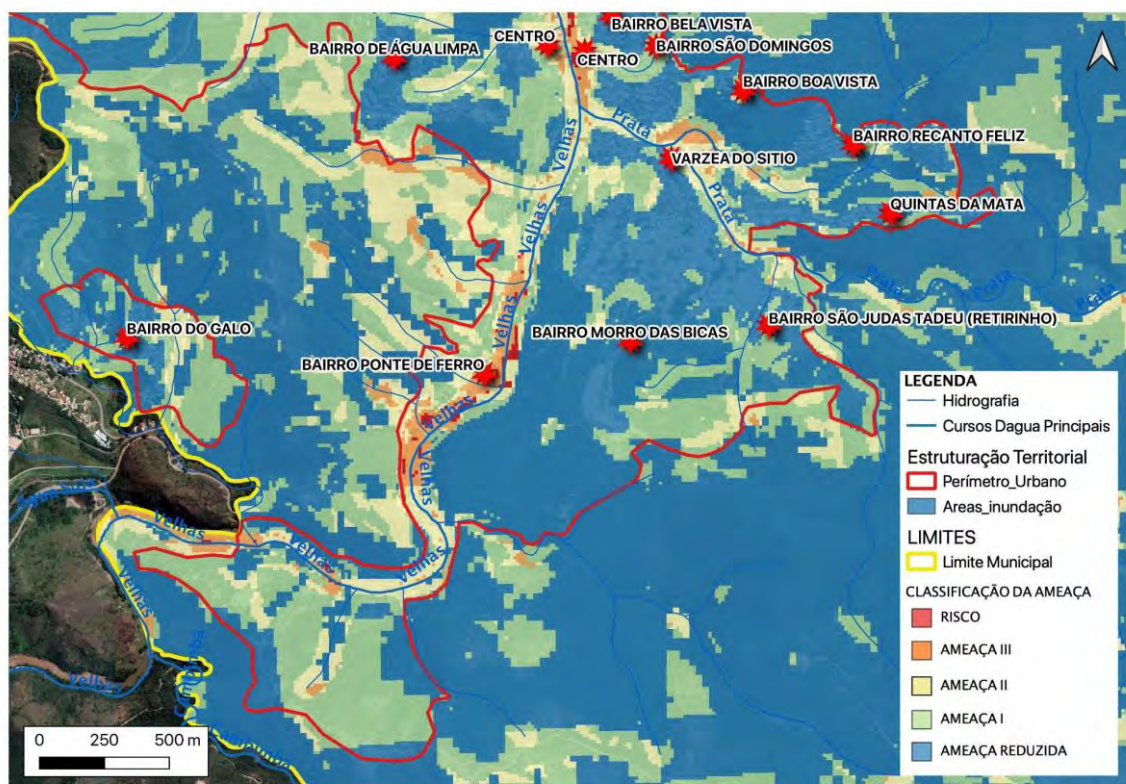 BAIRRO BELA VISTA
CENTRO
BAIRRO DE ÁGUA LIMPA
CENTRO
BAIRRO SÃO DOMINGOS
BAIRRO BOA VISTA
Prata
Velhas
BAIRRO RECANTO FELIZ
VARZEA DO SITIO
Prata
QUINTAS DA MATA
Velhas
Prata
Prata
Prata
Velhas
BAIRRO DO GALO
BAIRRO MORRO DAS BICAS
BAIRRO SÃO JUDAS TADEU (RETIRINHO)
BAIRRO PONTE DE FERRO
Velhas
Velhas
Velhas
Velhas
Velhas
Velhas
Velhas
LEGENDA
Hidrografia
Cursos Dagua Principais
Estruturação Territorial
Perímetro_Urbano
Areas_inundação
LIMITES
Limite Municipal
CLASSIFICAÇÃO DA AMEAÇA
RISCO
AMEAÇA III
AMEAÇA II
AMEAÇA I
AMEAÇA REDUZIDA
0 250 500 m